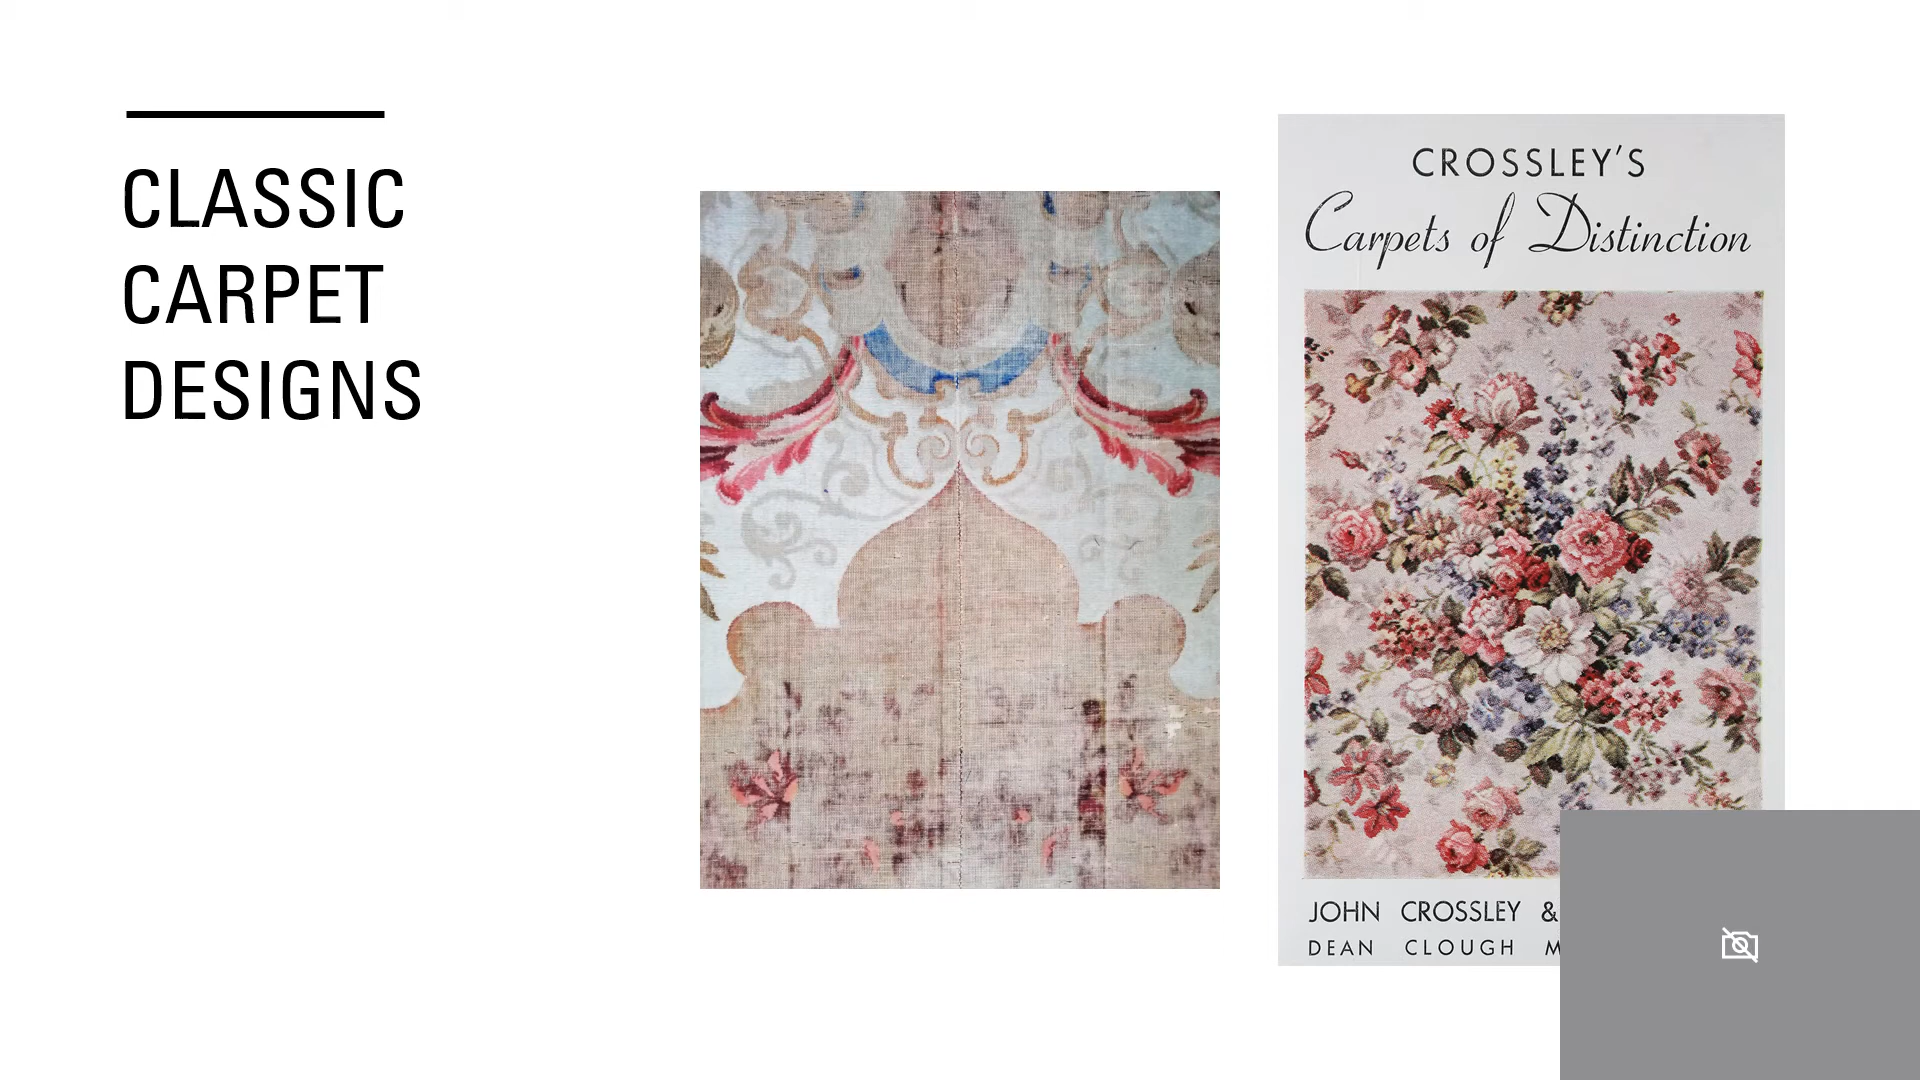 CLASSIC
CARPET
DESIGNS
CROSSLEY'S
Carpets of Distinction
JOHN CROSSLEY &
DEAN CLOUGH